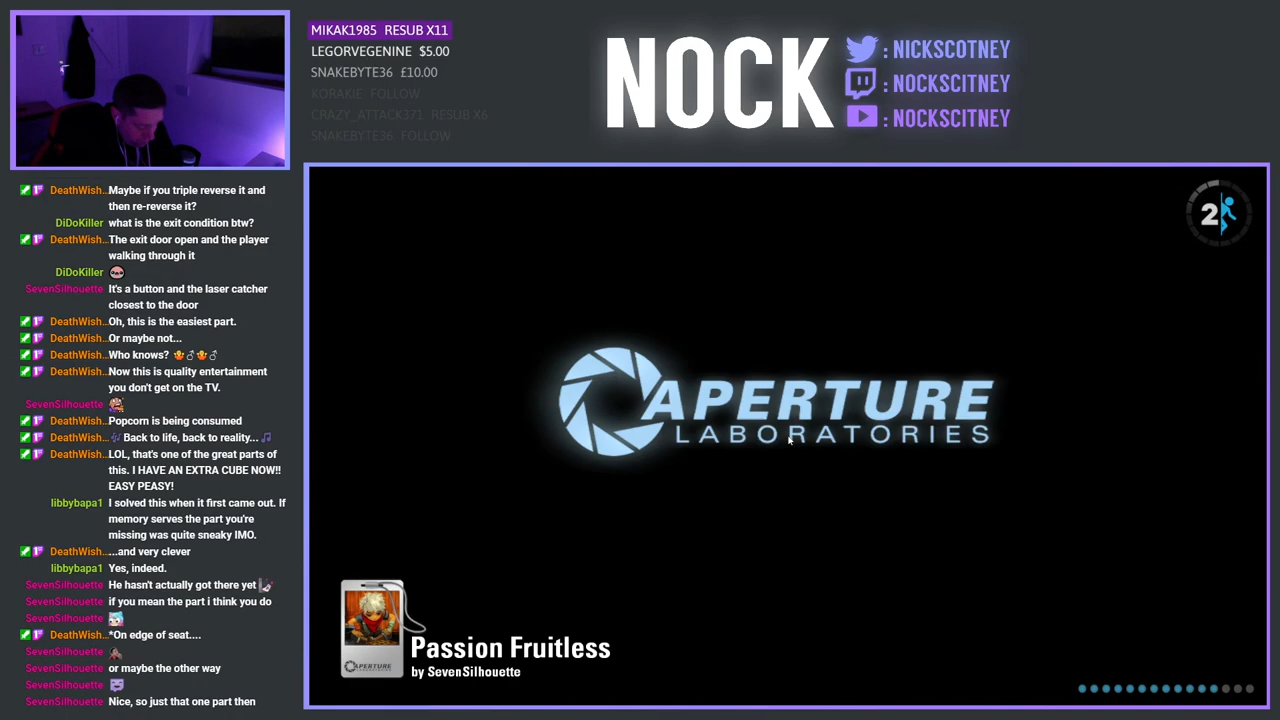 MIKAK1985 RESUB X11
LEGORVEGENINE $5.00
SNAKEBYTE36 £10.00
KORAKIE FOLLOW
CRAZY_ATTACK371 RESUB X6
SNAKEBYTE36 FOLLOW
NOCK
: NICKSCOTNEY
: NOCKSCITNEY
: NOCKSCITNEY
DeathWish... Maybe if you triple reverse it and
then re-reverse it?
DiDoKiller what is the exit condition btw?
DeathWish... The exit door open and the player
walking through it
DiDoKiller
SevenSilhouette It's a button and the laser catcher
closest to the door
DeathWish... Oh, this is the easiest part.
DeathWish... Or maybe not...
DeathWish... Who knows? 🤷♂🤷♂
DeathWish... Now this is quality entertainment
you don't get on the TV.
SevenSilhouette
DeathWish... Popcorn is being consumed
DeathWish... 🎶 Back to life, back to reality... 🎵
DeathWish... LOL, that's one of the great parts of
this. I HAVE AN EXTRA CUBE NOW!!
EASY PEASY!
libbybapa1 I solved this when it first came out. If
memory serves the part you're
missing was quite sneaky IMO.
DeathWish... ...and very clever
libbybapa1 Yes, indeed.
SevenSilhouette He hasn't actually got there yet
SevenSilhouette if you mean the part i think you do
SevenSilhouette
DeathWish... *On edge of seat....
SevenSilhouette
SevenSilhouette or maybe the other way
SevenSilhouette
SevenSilhouette Nice, so just that one part then
2
APERTURE
LABORATORIES
APERTURE
LABORATORIES
Passion Fruitless
by SevenSilhouette